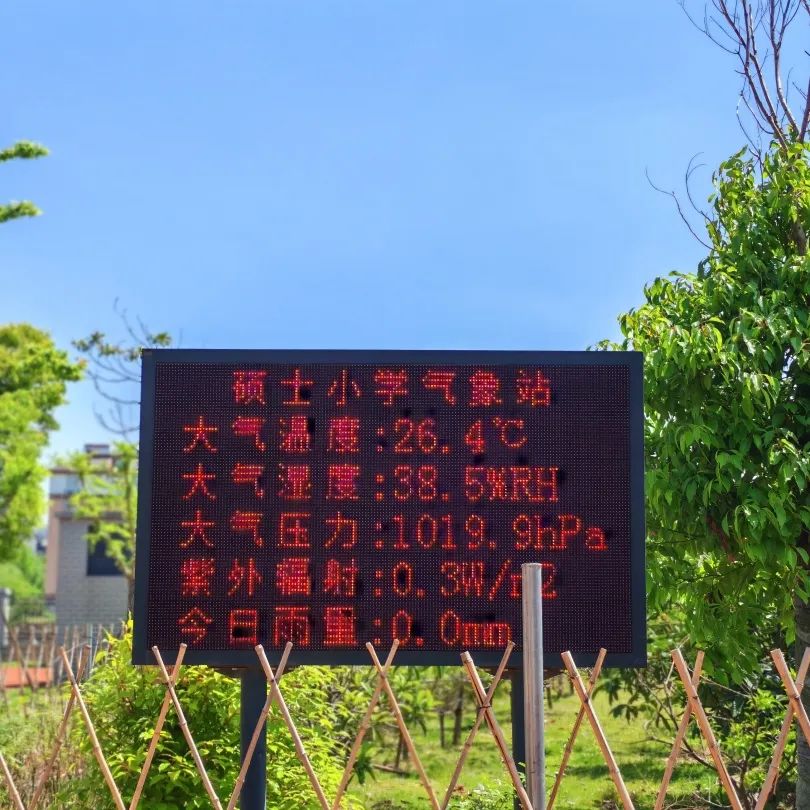 硕士小学气象站
大气温度:26.4℃
大气湿度:38.5%RH
大气压力:1019.9hPa
紫外辐射:0.3W/m2
今日雨量:0.0mm